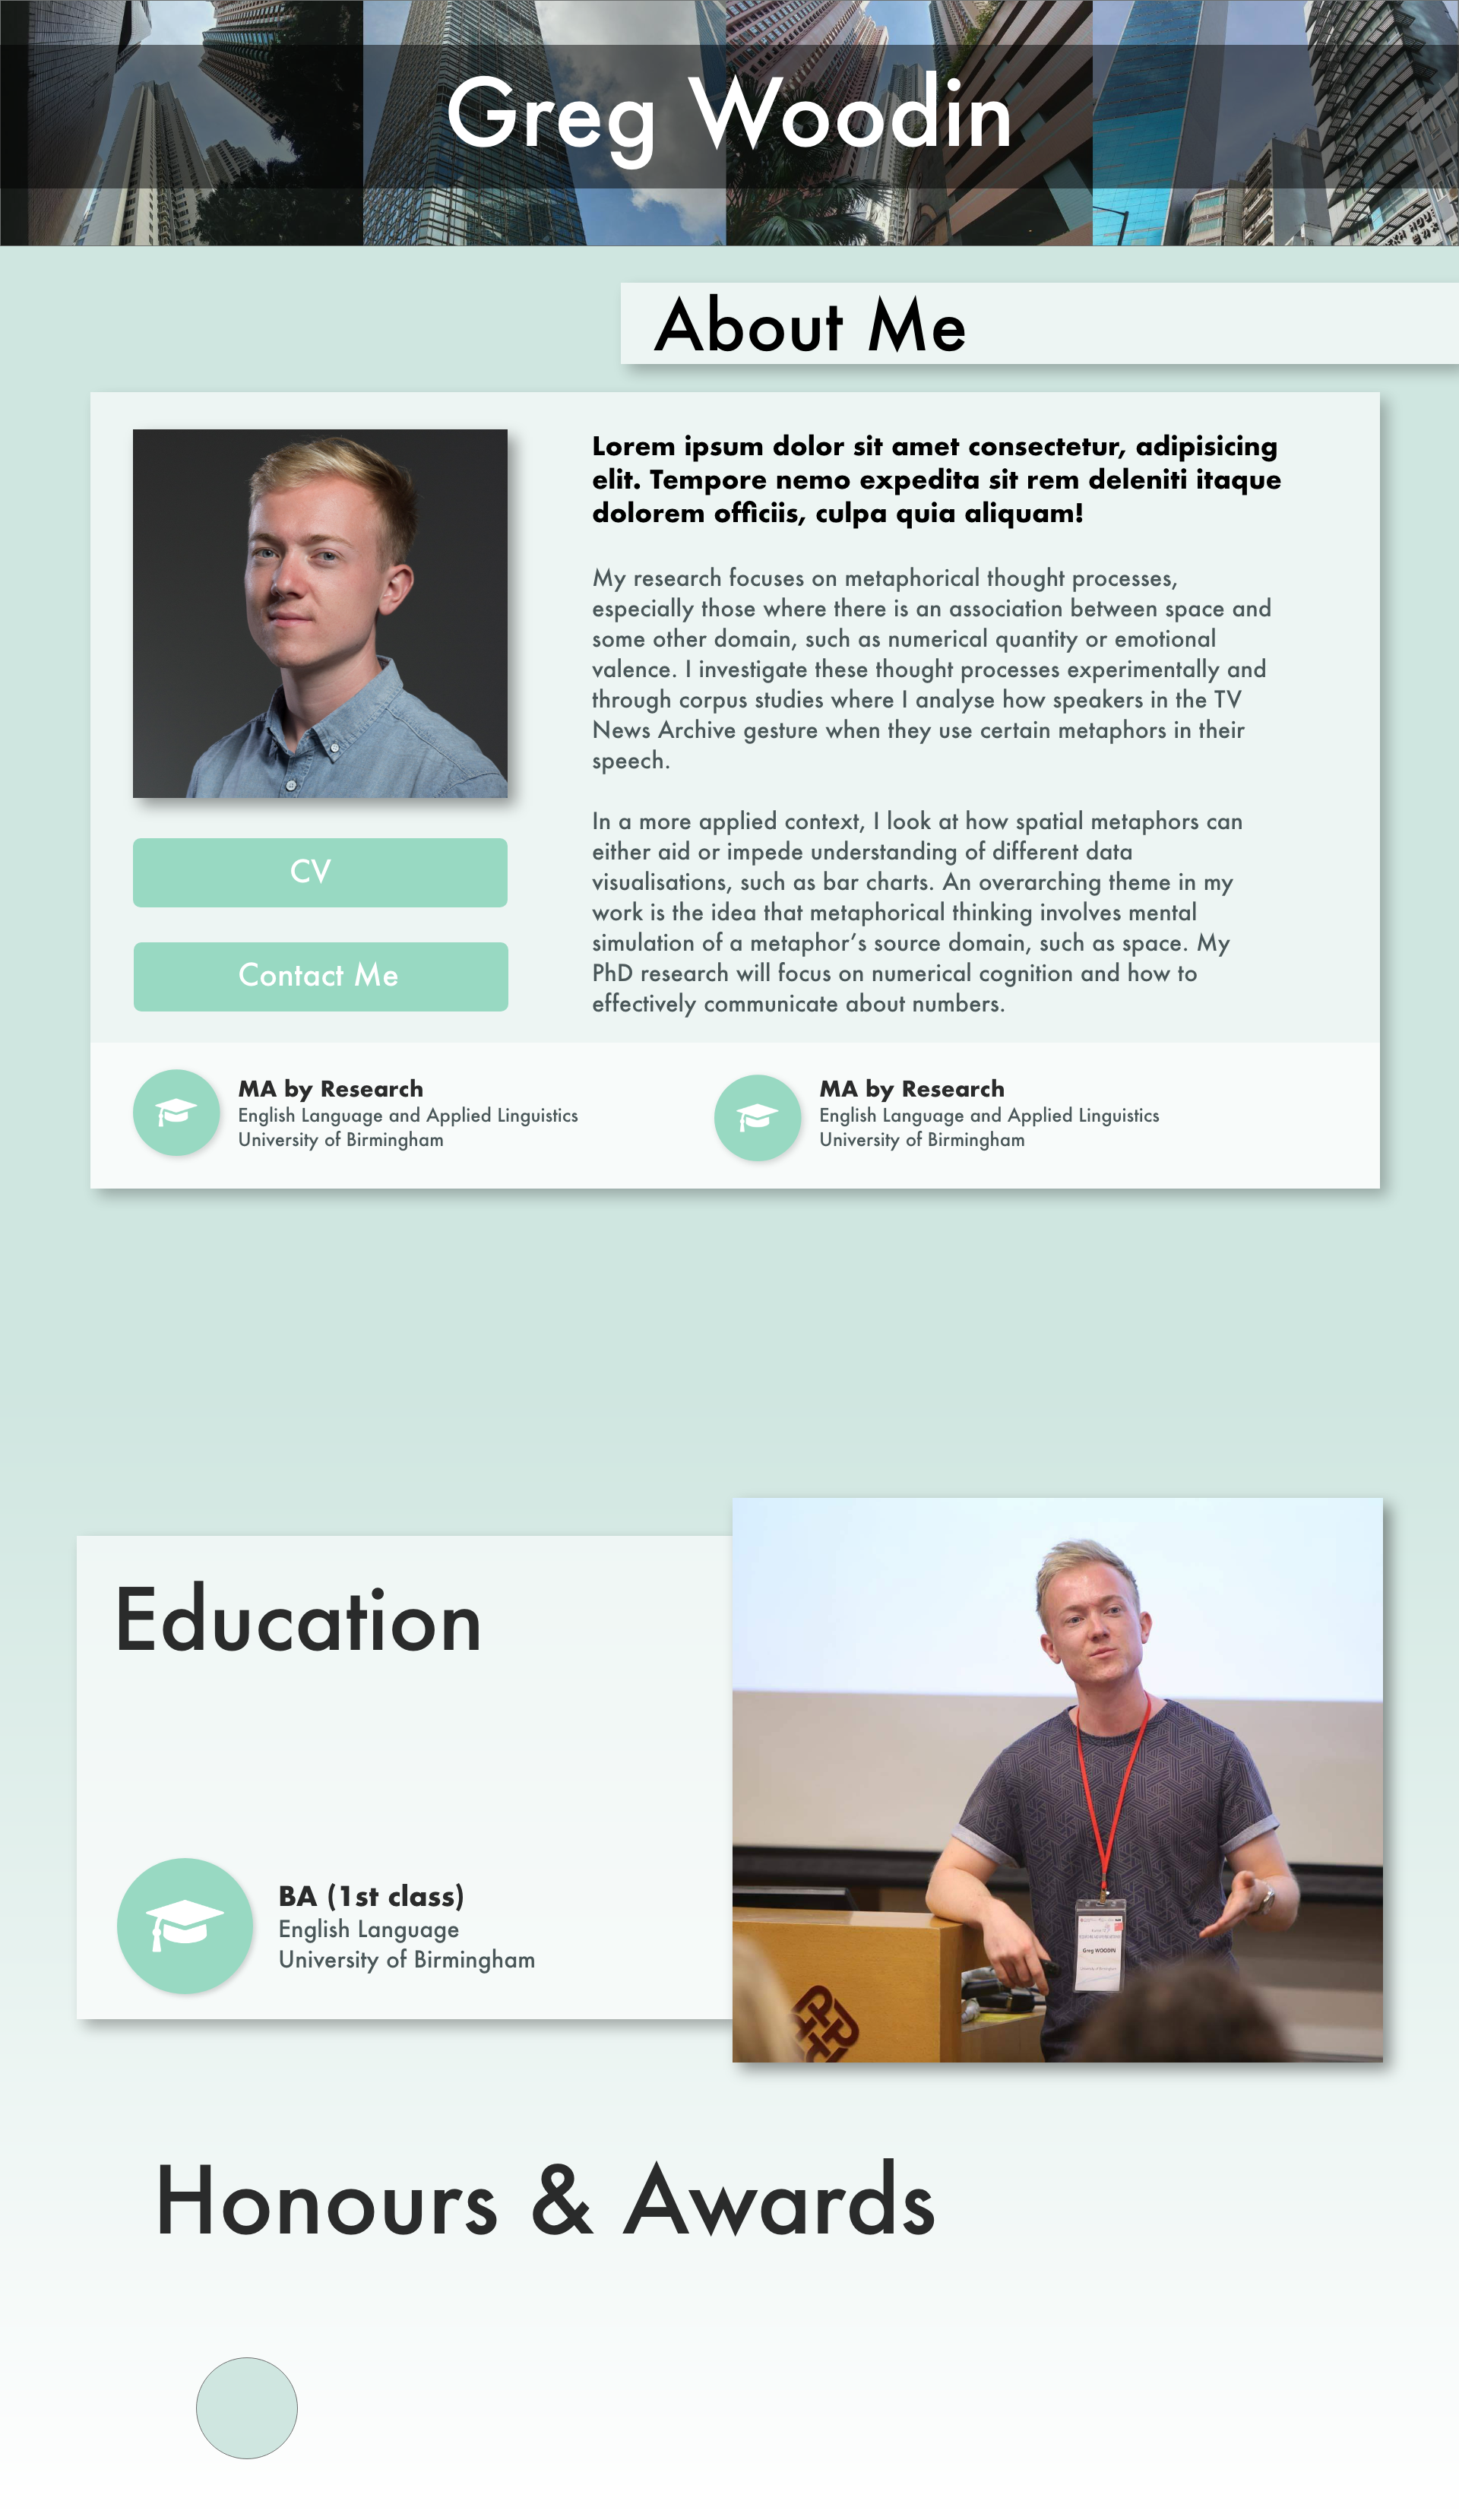 Greg Woodin
About Me
Lorem ipsum dolor sit amet consectetur, adipisicing
elit. Tempore nemo expedita sit rem deleniti itaque
dolorem officiis, culpa quia aliquam!
My research focuses on metaphorical thought processes,
especially those where there is an association between space and
some other domain, such as numerical quantity or emotional
valence. I investigate these thought processes experimentally and
through corpus studies where I analyse how speakers in the TV
News Archive gesture when they use certain metaphors in their
speech.
In a more applied context, I look at how spatial metaphors can
either aid or impede understanding of different data
visualisations, such as bar charts. An overarching theme in my
work is the idea that metaphorical thinking involves mental
simulation of a metaphor’s source domain, such as space. My
PhD research will focus on numerical cognition and how to
effectively communicate about numbers.
CV
Contact Me
MA by Research
English Language and Applied Linguistics
University of Birmingham
MA by Research
English Language and Applied Linguistics
University of Birmingham
Education
BA (1st class)
English Language
University of Birmingham
Greg WOODIN
University of Birmingham
Honours & Awards